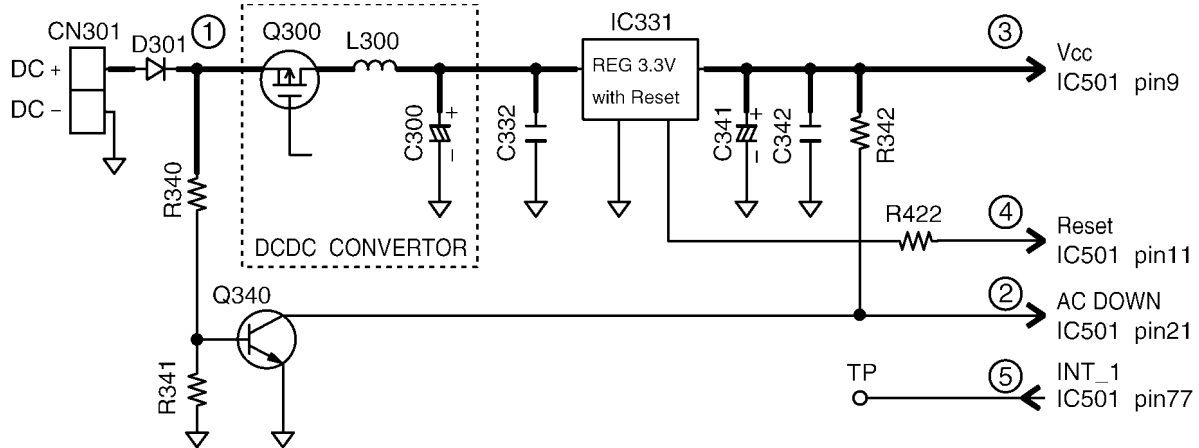 CN301
D301
①
Q300
L300
IC331
③
Vcc
IC501 pin9
DC +
DC −
REG 3.3V
with Reset
C300
+
−
C332
C341
+
−
C342
R342
R340
DCDC CONVERTOR
R422
④
Reset
IC501 pin11
Q340
②
AC DOWN
IC501 pin21
R341
TP
⑤
INT_1
IC501 pin77